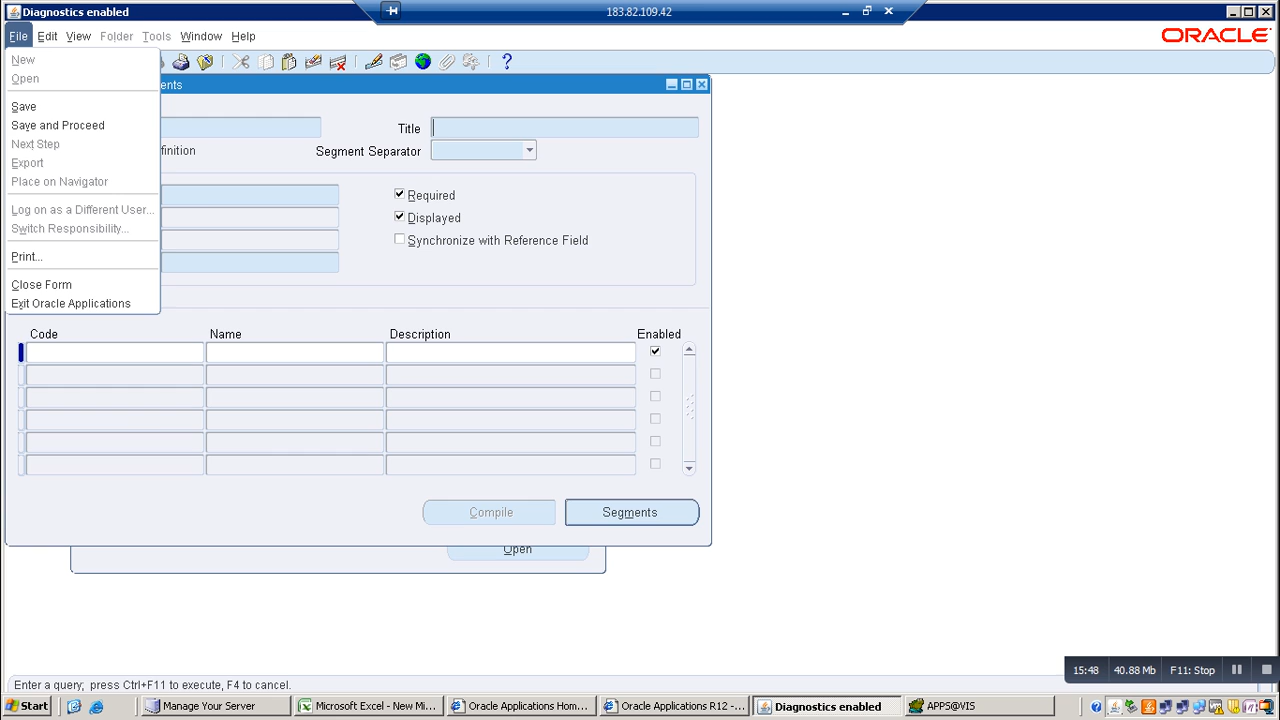 Diagnostics enabled
183.82.109.42
File Edit View Folder Tools Window Help
ORACLE
New
Open
Save
Save and Proceed
Next Step
Export
Place on Navigator
Log on as a Different User...
Switch Responsibility...
Print...
Close Form
Exit Oracle Applications
ents
Title
finition
Segment Separator
Required
Displayed
Synchronize with Reference Field
Code Name Description Enabled
Compile Segments
Open
15:48 40.88 Mb F11: Stop
Enter a query; press Ctrl+F11 to execute, F4 to cancel.
Start Manage Your Server Microsoft Excel - New Mi... Oracle Applications Hom... Oracle Applications R12 - ... Diagnostics enabled APPS@VIS